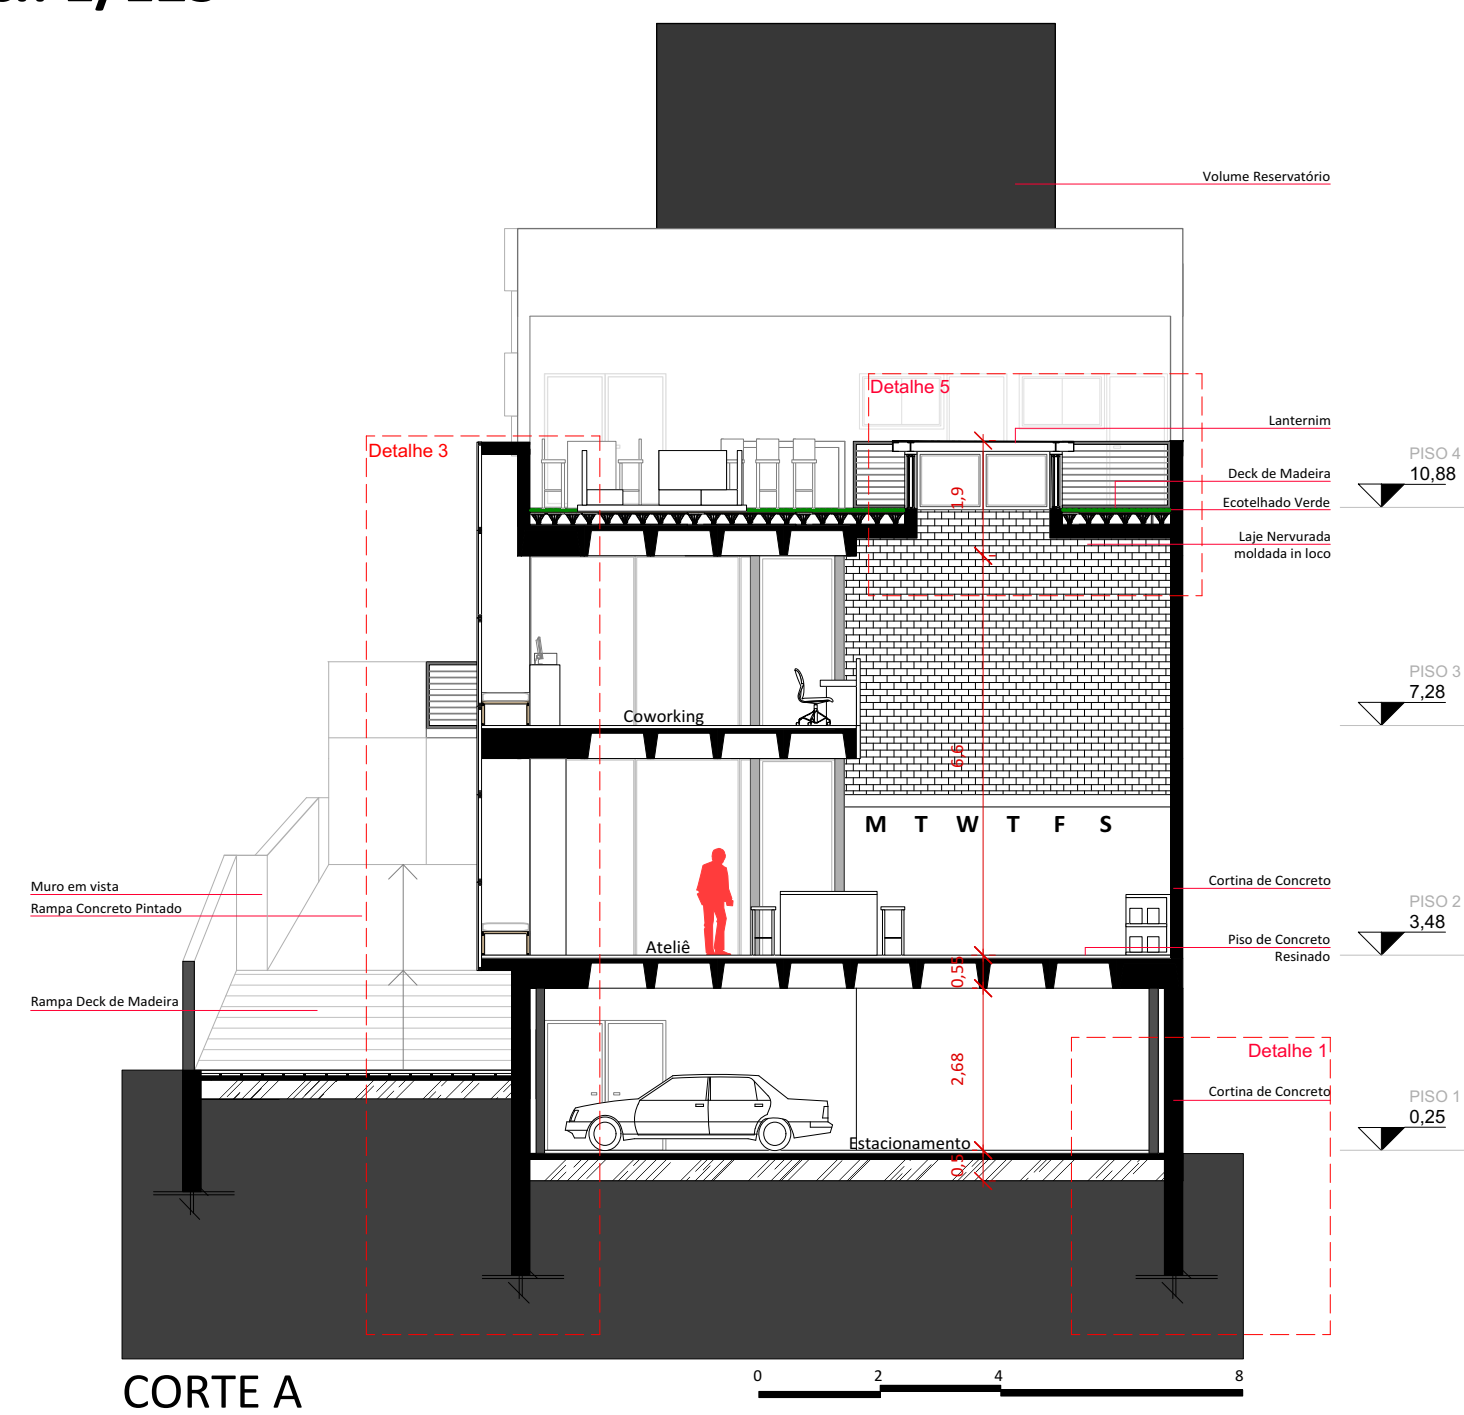 Volume Reservatório
Detalhe 5
Lanternim
Detalhe 3
PISO 4
10,88
Deck de Madeira
1,9
Ecotelhado Verde
Laje Nervurada
moldada in loco
PISO 3
7,28
Coworking
6,6
M T W T F S
Muro em vista
Cortina de Concreto
Rampa Concreto Pintado
PISO 2
3,48
Ateliê
Piso de Concreto
Resinado
0,55
Rampa Deck de Madeira
Detalhe 1
2,68
Cortina de Concreto
PISO 1
0,25
Estacionamento
0,5
CORTE A
0 2 4 8